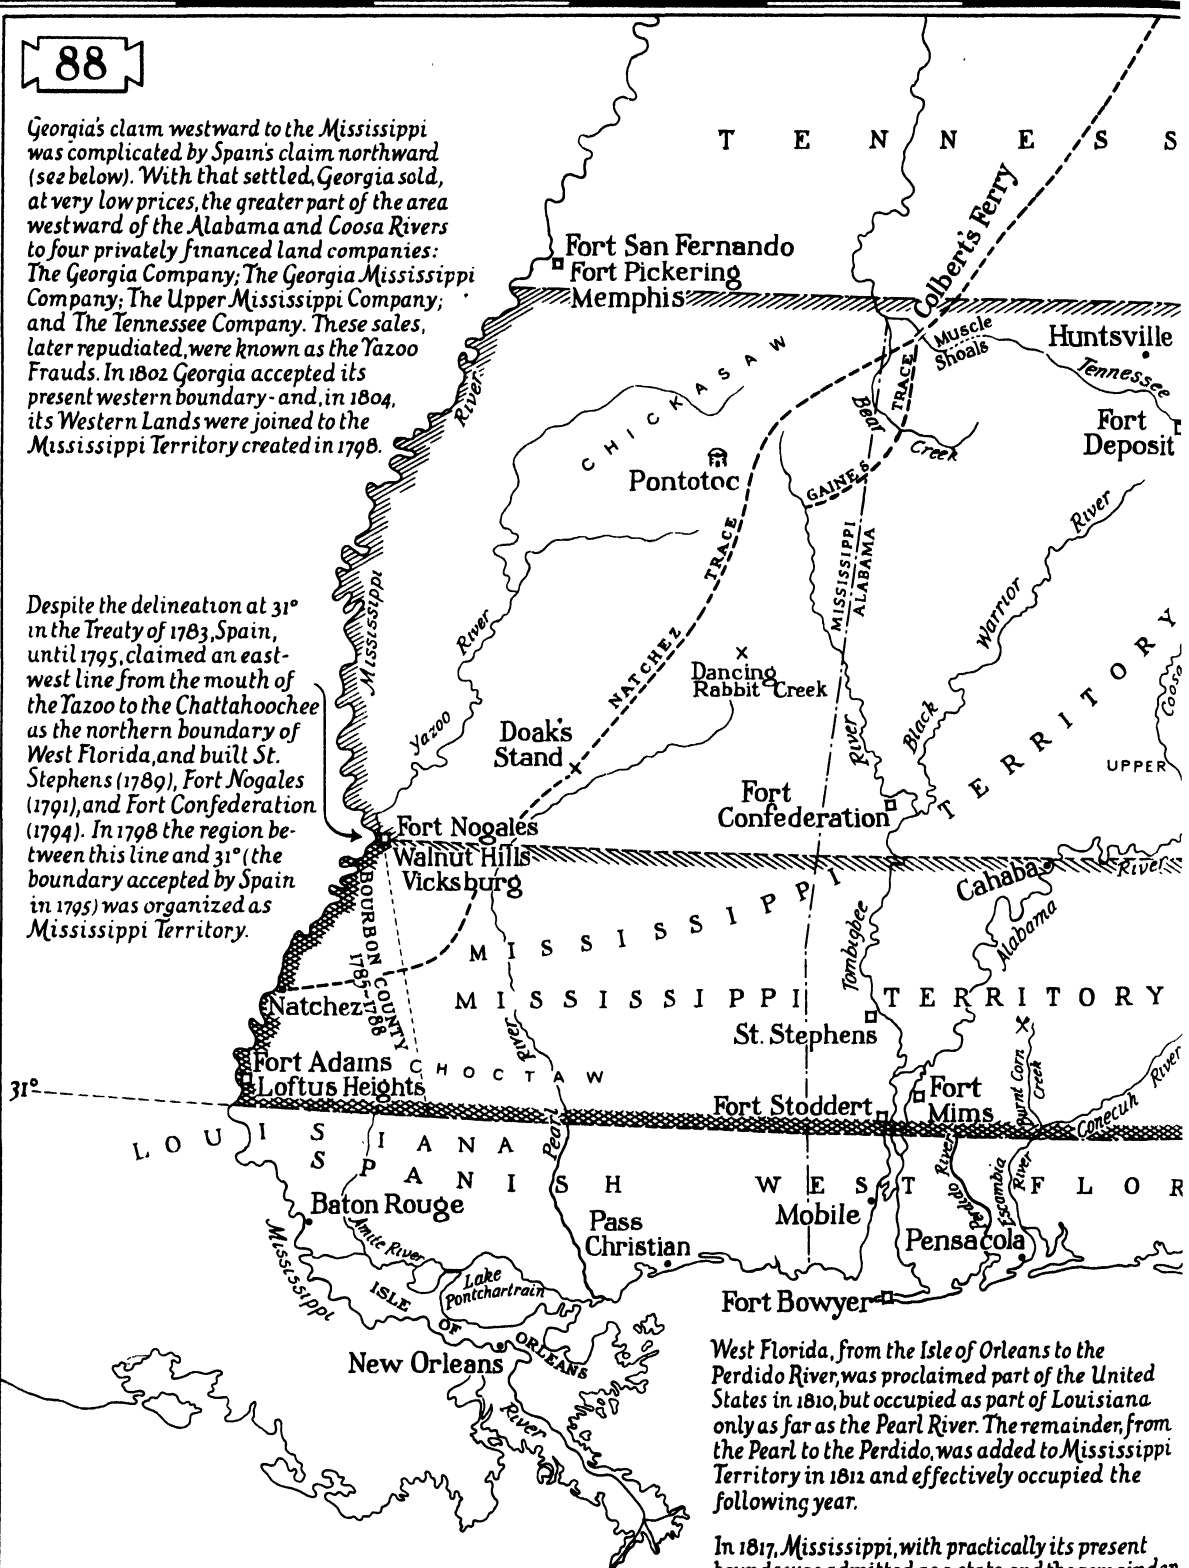 88
Georgia's claim westward to the Mississippi
was complicated by Spain's claim northward
(see below). With that settled, Georgia sold,
at very low prices, the greater part of the area
westward of the Alabama and Coosa Rivers
to four privately financed land companies:
The Georgia Company; The Georgia Mississippi
Company; The Upper Mississippi Company;
and The Tennessee Company. These sales,
later repudiated, were known as the Yazoo
Frauds. In 1802 Georgia accepted its
present western boundary - and, in 1804,
its Western Lands were joined to the
Mississippi Territory created in 1798.
Despite the delineation at 31°
in the Treaty of 1783, Spain,
until 1795, claimed an east-
west line from the mouth of
the Yazoo to the Chattahoochee
as the northern boundary of
West Florida, and built St.
Stephens (1789), Fort Nogales
(1791), and Fort Confederation
(1794). In 1798 the region be-
tween this line and 31° (the
boundary accepted by Spain
in 1795) was organized as
Mississippi Territory.
TENNESS
Fort San Fernando
Fort Pickering
Memphis
Colbert's Ferry
Muscle
Shoals
Huntsville
Tennessee
Fort
Deposit
River
CHICKASAW
Bear
Creek
TRACE
GAINES
Pontotoc
TRACE
NATCHEZ
MISSISSIPPI
ALABAMA
River
Warrior
Black
Mississippi
River
Yazoo
Dancing
Rabbit Creek
Doak's
Stand
River
Coosa
UPPER
TERRITORY
Fort
Confederation
Fort Nogales
Walnut Hills
Vicksburg
River
Cahaba
Alabama
MISSISSIPPI
BOURBON COUNTY
1785-1788
Tombigbee
Natchez
MISSISSIPPI TERRITORY
St. Stephens
River
Fort Adams
Loftus Heights
CHOCTAW
31°
Fort
Mims
Burnt Corn
Creek
River
Conecuh
Fort Stoddert
LOUISIANA
Pearl
SPANISH WEST FLOR
River
Perdido
Escambia
River
Baton Rouge
Mobile
Pass
Christian
Pensacola
Amite River
Mississippi
Lake
Pontchartrain
ISLE
OF
ORLEANS
Fort Bowyer
New Orleans
River
West Florida, from the Isle of Orleans to the
Perdido River, was proclaimed part of the United
States in 1810, but occupied as part of Louisiana
only as far as the Pearl River. The remainder, from
the Pearl to the Perdido, was added to Mississippi
Territory in 1812 and effectively occupied the
following year.
In 1817, Mississippi, with practically its present